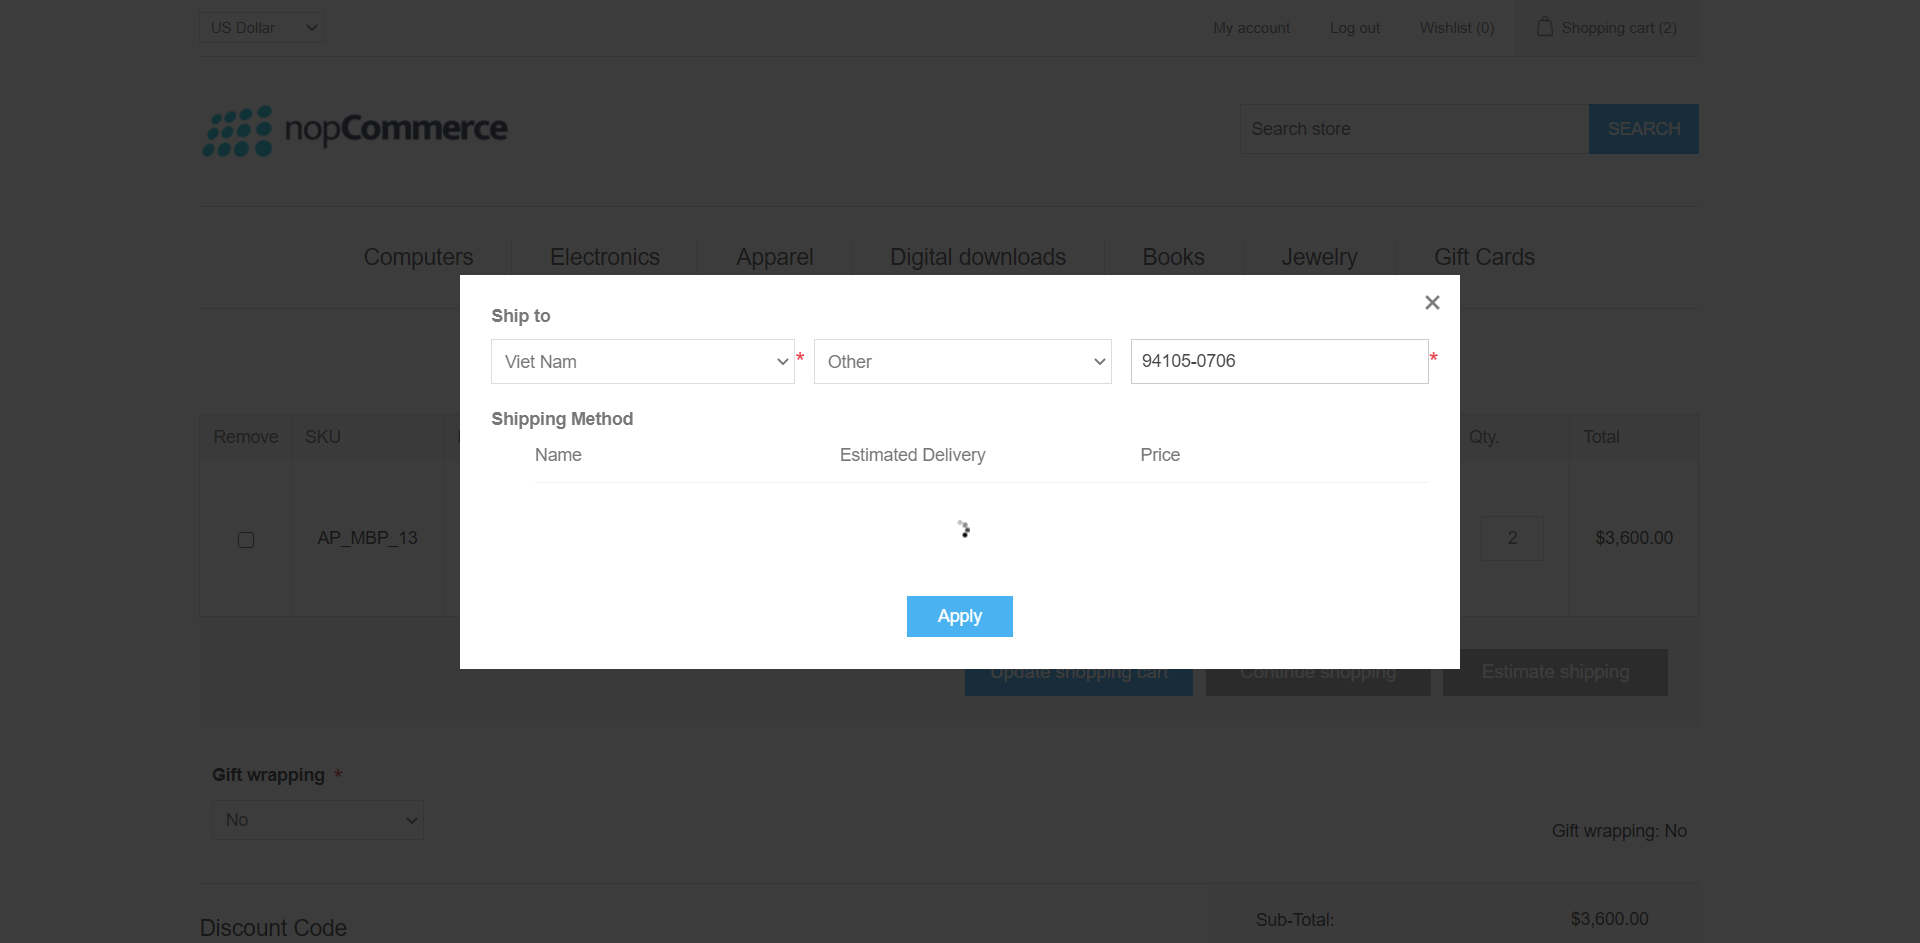 US Dollar
My account
Log out
Wishlist (0)
Shopping cart (2)
nopCommerce
Search store
SEARCH
Computers
Electronics
Apparel
Digital downloads
Books
Jewelry
Gift Cards
Ship to
Viet Nam *
Other
94105-0706 *
Shipping Method
Name
Estimated Delivery
Price
Apply
Remove
SKU
Qty.
Total
AP_MBP_13
2
$3,600.00
Update shopping cart
Continue shopping
Estimate shipping
Gift wrapping *
No
Gift wrapping: No
Discount Code
Sub-Total:
$3,600.00